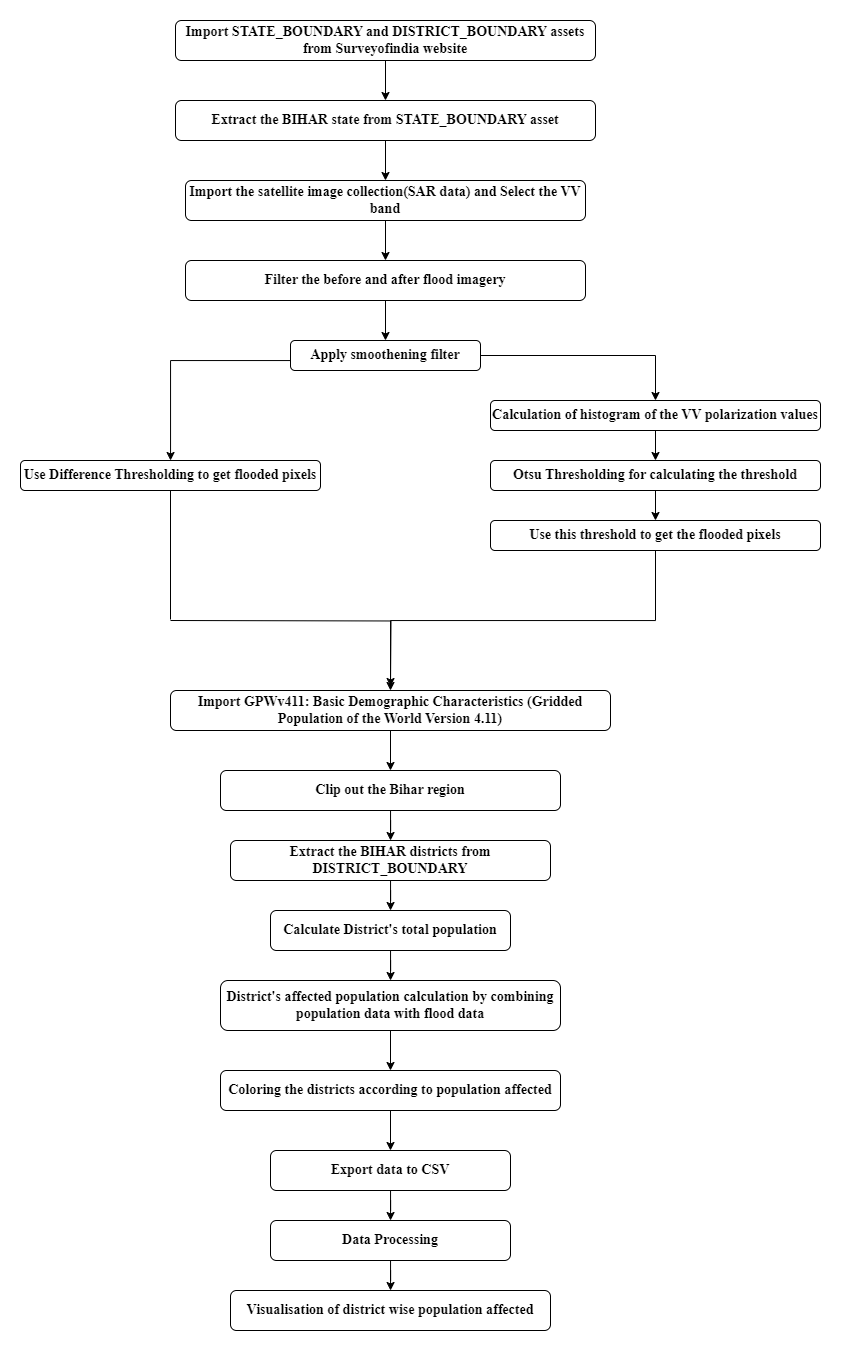 Import STATE_BOUNDARY and DISTRICT_BOUNDARY assets
from Surveyofindia website
Extract the BIHAR state from STATE_BOUNDARY asset
Import the satellite image collection(SAR data) and Select the VV
band
Filter the before and after flood imagery
Apply smoothening filter
Use Difference Thresholding to get flooded pixels
Calculation of histogram of the VV polarization values
Otsu Thresholding for calculating the threshold
Use this threshold to get the flooded pixels
Import GPWv411: Basic Demographic Characteristics (Gridded
Population of the World Version 4.11)
Clip out the Bihar region
Extract the BIHAR districts from
DISTRICT_BOUNDARY
Calculate District's total population
District's affected population calculation by combining
population data with flood data
Coloring the districts according to population affected
Export data to CSV
Data Processing
Visualisation of district wise population affected